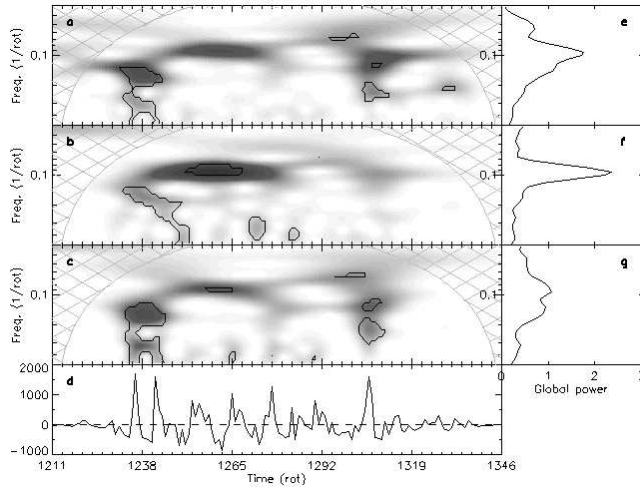 a
e
Freq. (1/rot)
0.1
0.1
b
f
Freq. (1/rot)
0.1
0.1
c
g
Freq. (1/rot)
0.1
0.1
0 1 2 3
Global power
d
2000
1000
0
-1000
1211 1238 1265 1292 1319 1346
Time (rot)